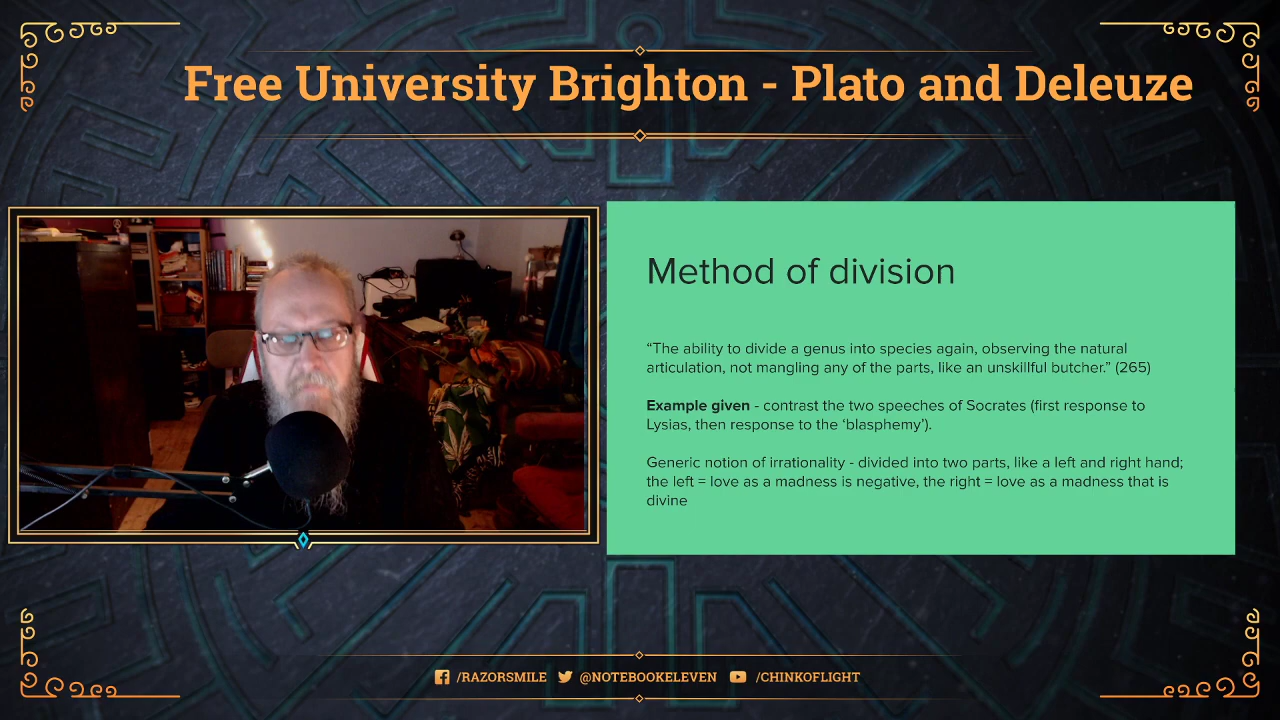 Free University Brighton - Plato and Deleuze
Method of division
“The ability to divide a genus into species again, observing the natural
articulation, not mangling any of the parts, like an unskillful butcher.” (265)
Example given - contrast the two speeches of Socrates (first response to
Lysias, then response to the ‘blasphemy’).
Generic notion of irrationality - divided into two parts, like a left and right hand;
the left = love as a madness is negative, the right = love as a madness that is
divine
/RAZORSMILE @NOTEBOOKELEVEN /CHINKOFLIGHT